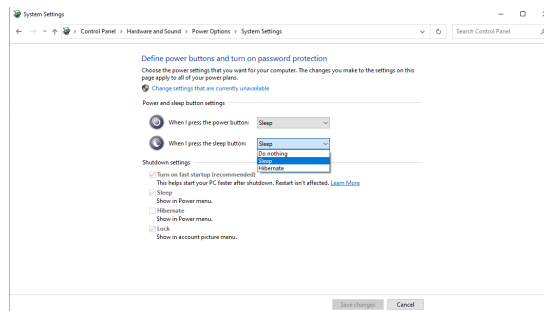 System Settings
Control Panel > Hardware and Sound > Power Options > System Settings
Search Control Panel
Define power buttons and turn on password protection
Choose the power settings that you want for your computer. The changes you make to the settings on this
page apply to all of your power plans.
Change settings that are currently unavailable
Power and sleep button settings
When I press the power button: Sleep
When I press the sleep button: Sleep
Do nothing
Sleep
Hibernate
Shutdown settings
Turn on fast startup (recommended)
This helps start your PC faster after shutdown. Restart isn't affected. Learn More
Sleep
Show in Power menu.
Hibernate
Show in Power menu.
Lock
Show in account picture menu.
Save changes Cancel